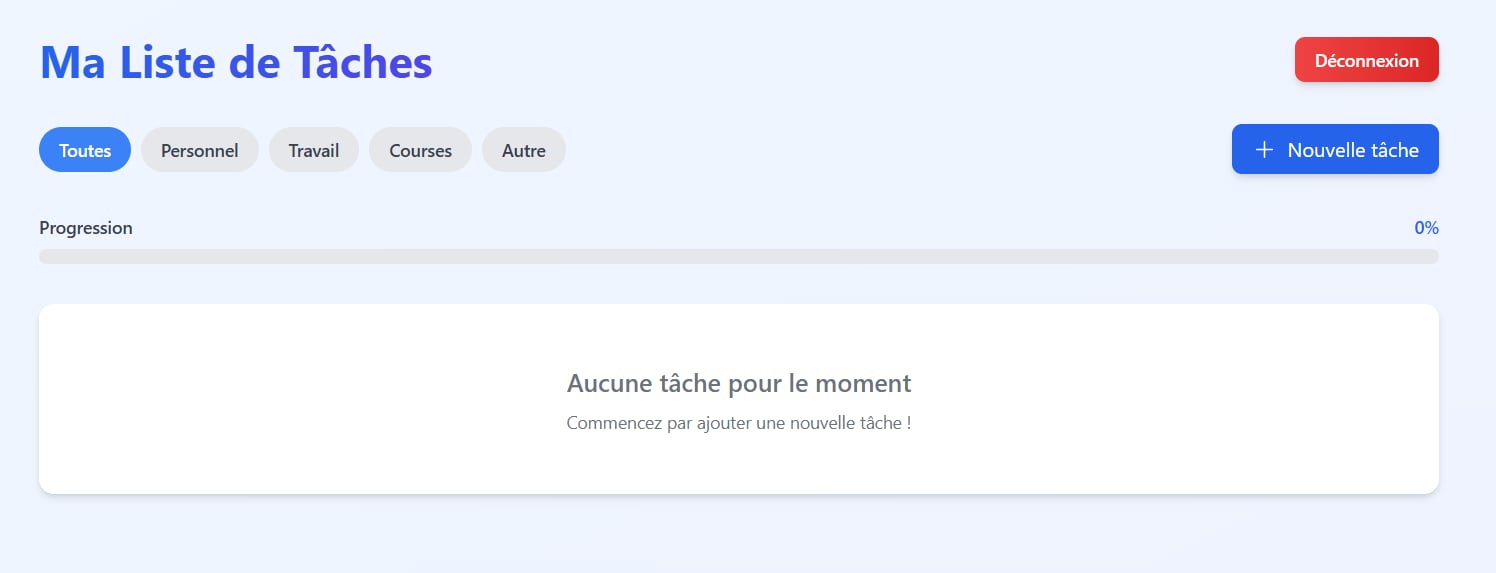 Ma Liste de Tâches
Déconnexion
Toutes
Personnel
Travail
Courses
Autre
+ Nouvelle tâche
Progression
0%
Aucune tâche pour le moment
Commencez par ajouter une nouvelle tâche !